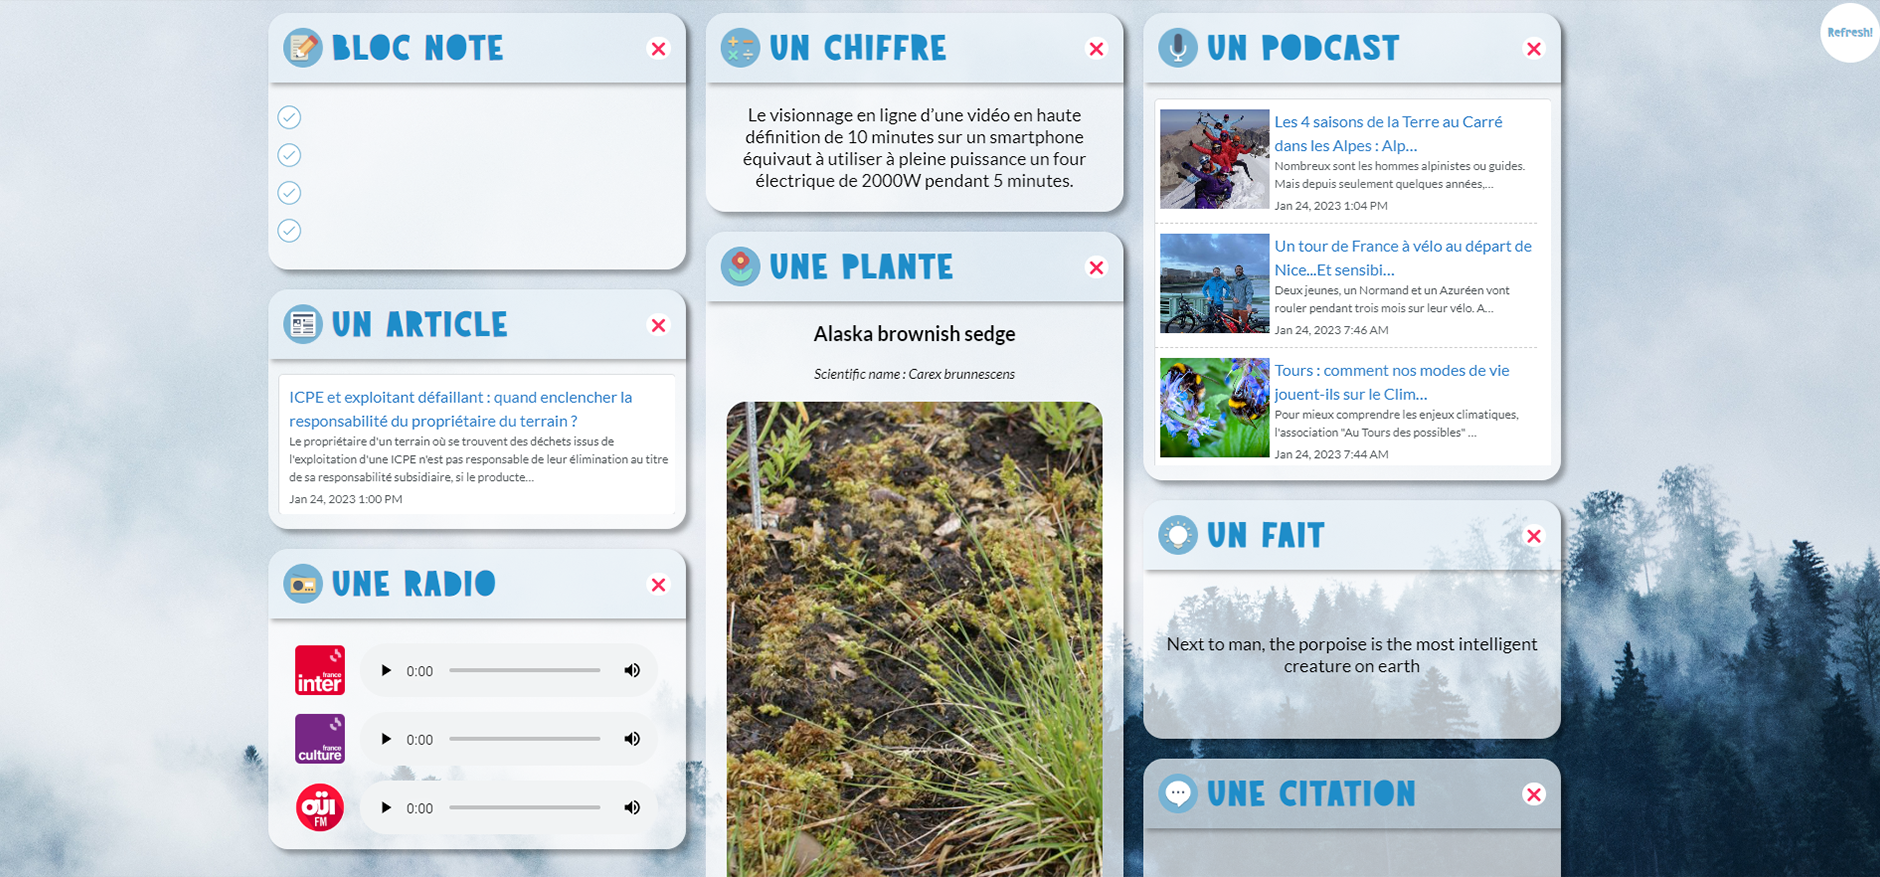 BLOC NOTE
UN ARTICLE
ICPE et exploitant défaillant : quand enclencher la
responsabilité du propriétaire du terrain ?
Le propriétaire d'un terrain où se trouvent des déchets issus de
l'exploitation d'une ICPE n'est pas responsable de leur élimination au titre
de sa responsabilité subsidiaire, si le producte...
Jan 24, 2023 1:00 PM
UNE RADIO
france
inter
0:00
france
culture
0:00
OÜI
FM
0:00
UN CHIFFRE
Le visionnage en ligne d’une vidéo en haute
définition de 10 minutes sur un smartphone
équivaut à utiliser à pleine puissance un four
électrique de 2000W pendant 5 minutes.
UNE PLANTE
Alaska brownish sedge
Scientific name : Carex brunnescens
UN PODCAST
Les 4 saisons de la Terre au Carré
dans les Alpes : Alp...
Nombreux sont les hommes alpinistes ou guides.
Mais depuis seulement quelques années,...
Jan 24, 2023 1:04 PM
Un tour de France à vélo au départ de
Nice...Et sensibi...
Deux jeunes, un Normand et un Azuréen vont
rouler pendant trois mois sur leur vélo. A...
Jan 24, 2023 7:46 AM
Tours : comment nos modes de vie
jouent-ils sur le Clim...
Pour mieux comprendre les enjeux climatiques,
l'association "Au Tours des possibles" ...
Jan 24, 2023 7:44 AM
UN FAIT
Next to man, the porpoise is the most intelligent
creature on earth
UNE CITATION
Refresh!